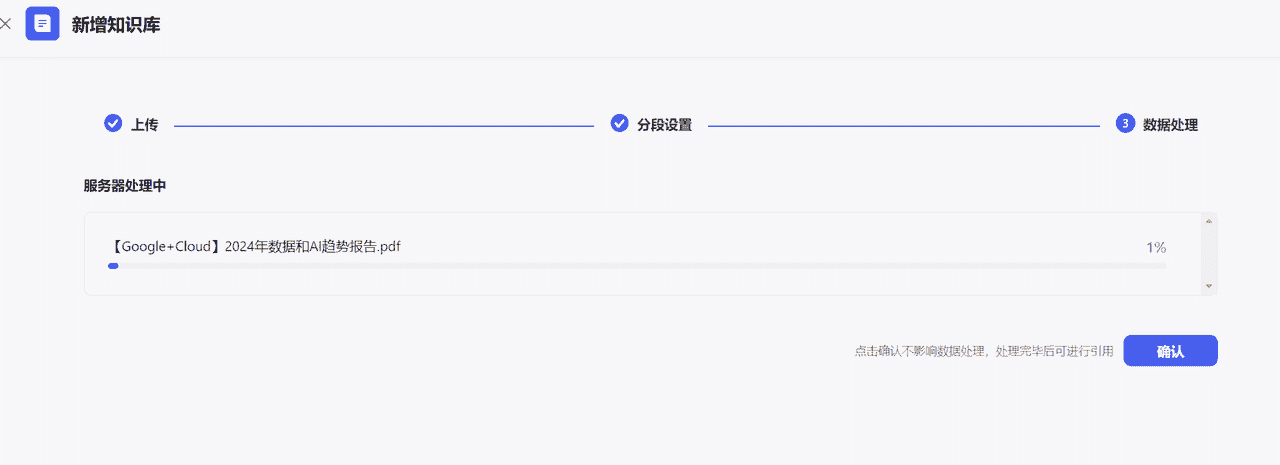 新增知识库
上传
分段设置
3 数据处理
服务器处理中
【Google+Cloud】2024年数据和AI趋势报告.pdf
1%
点击确认不影响数据处理，处理完毕后可进行引用
确认